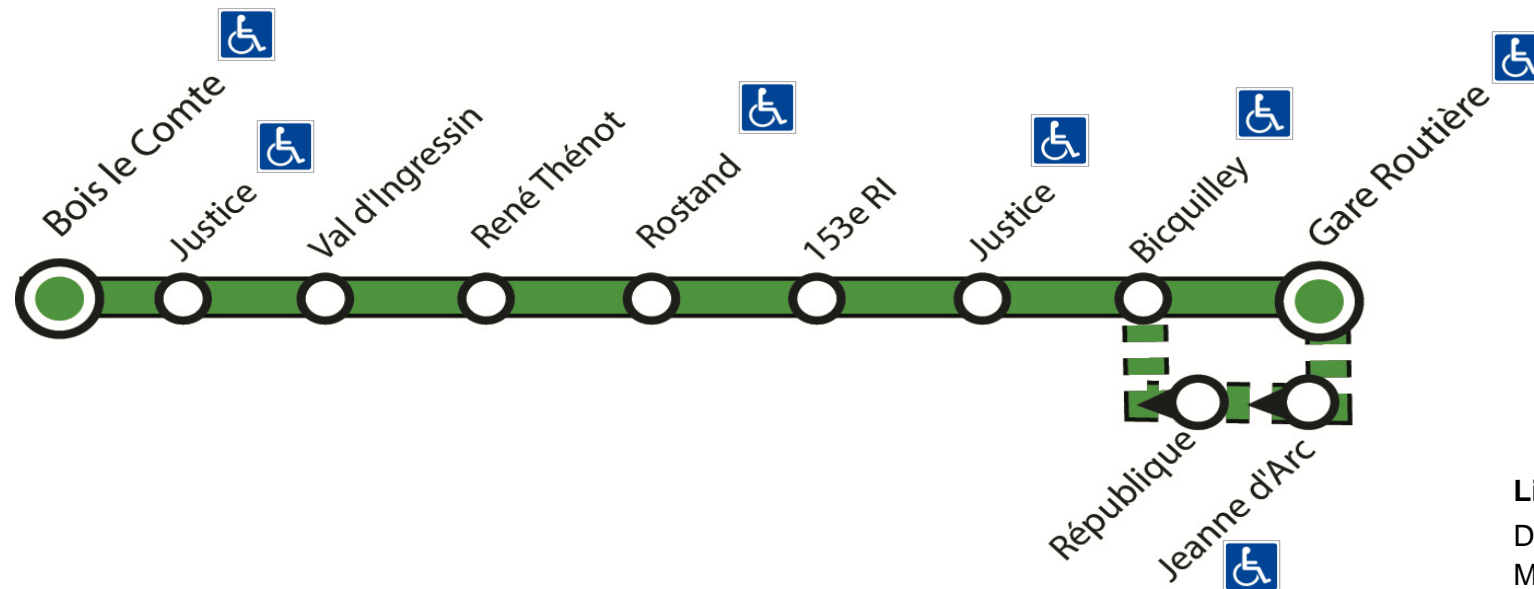 Bois le Comte
Justice
Val d'Ingressin
René Thénot
Rostand
153e RI
Justice
Bicquilley
Gare Routière
République
Jeanne d'Arc